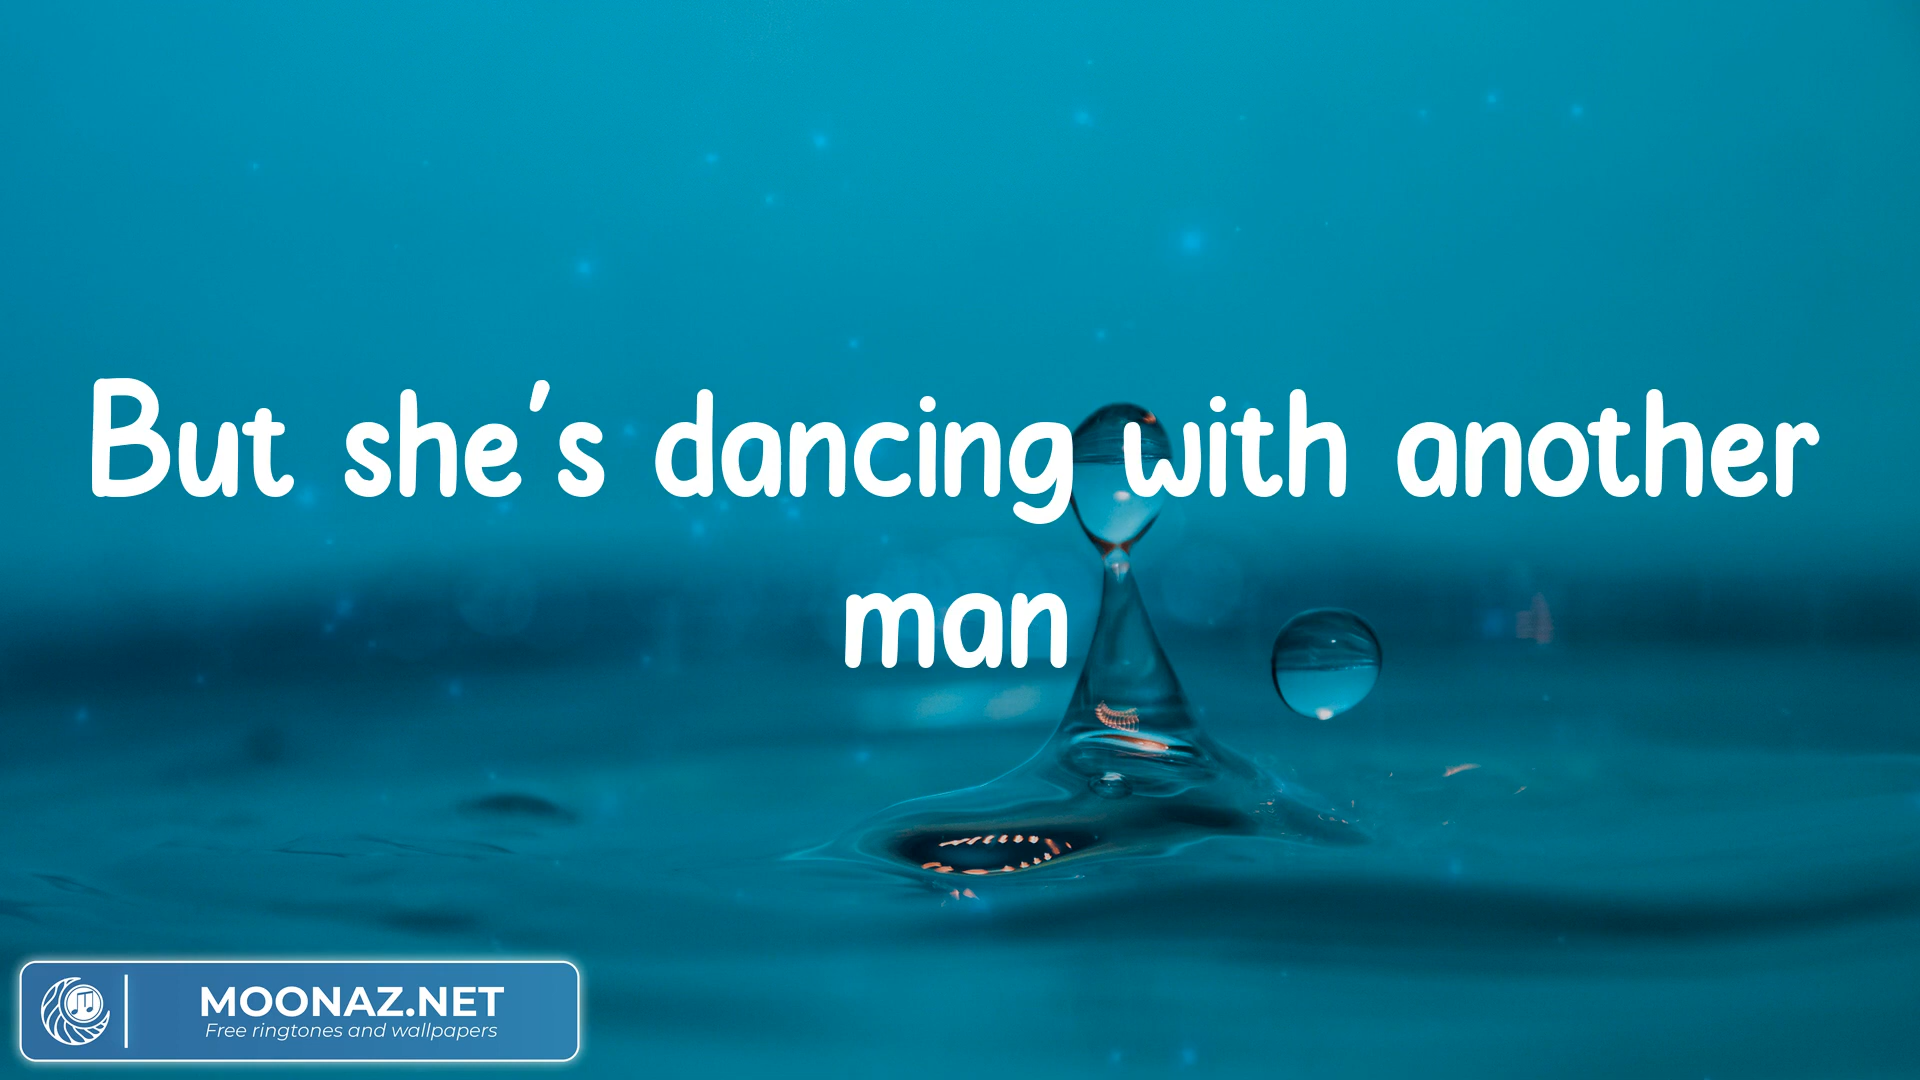 But she's dancing with another
man
MOONAZ.NET
Free ringtones and wallpapers